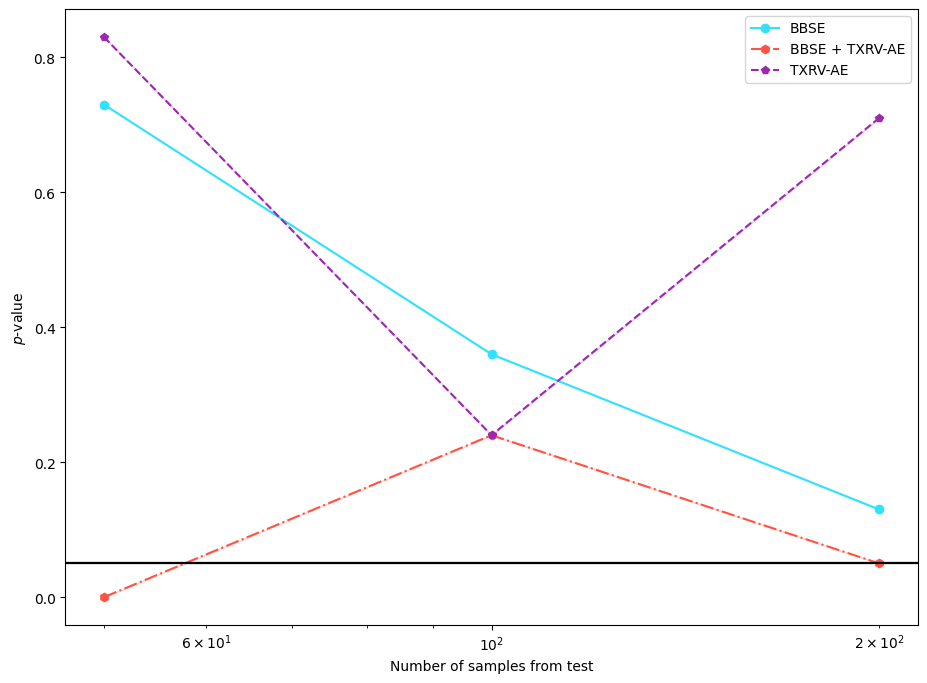 BBSE
BBSE + TXRV-AE
TXRV-AE
0.8
0.6
0.4
0.2
0.0
p-value
6 × 10¹
10²
2 × 10²
Number of samples from test